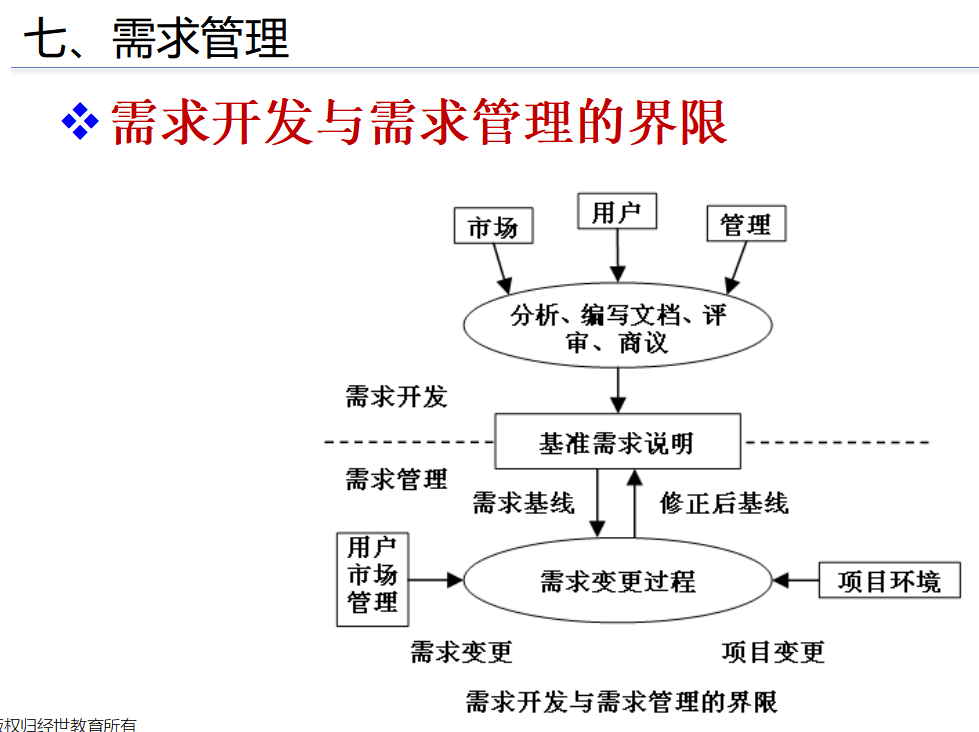 七、需求管理
需求开发与需求管理的界限
市场
用户
管理
分析、编写文档、评
审、商议
需求开发
基准需求说明
需求管理
需求基线
修正后基线
用户
市场
管理
需求变更过程
项目环境
需求变更
项目变更
需求开发与需求管理的界限
权归经世教育所有